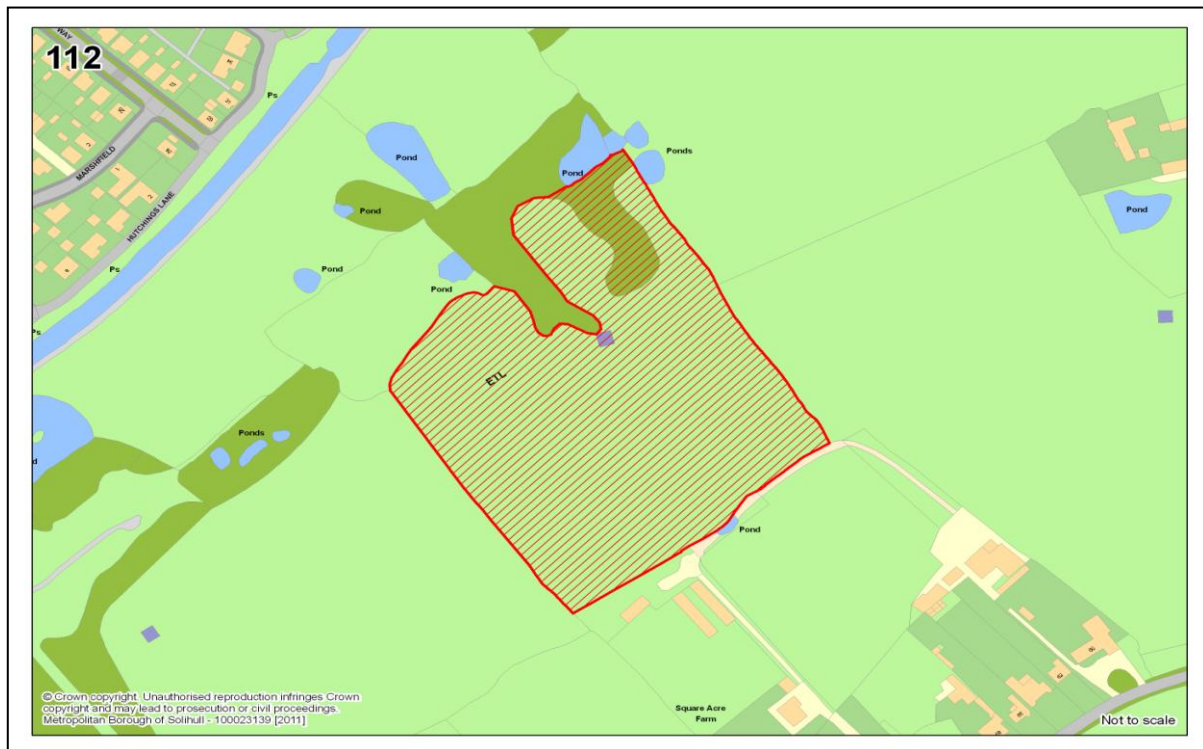 112
WAY
MARSHFIELD
HUTCHINGS LANE
Ps
Ps
Ps
Pond
Pond
Ponds
Pond
Pond
Pond
Pond
ETL
Ponds
Pond
Square Acre
Farm
© Crown copyright. Unauthorised reproduction infringes Crown
copyright and may lead to prosecution or civil proceedings.
Metropolitan Borough of Solihull - 100023139 [2011]
Not to scale